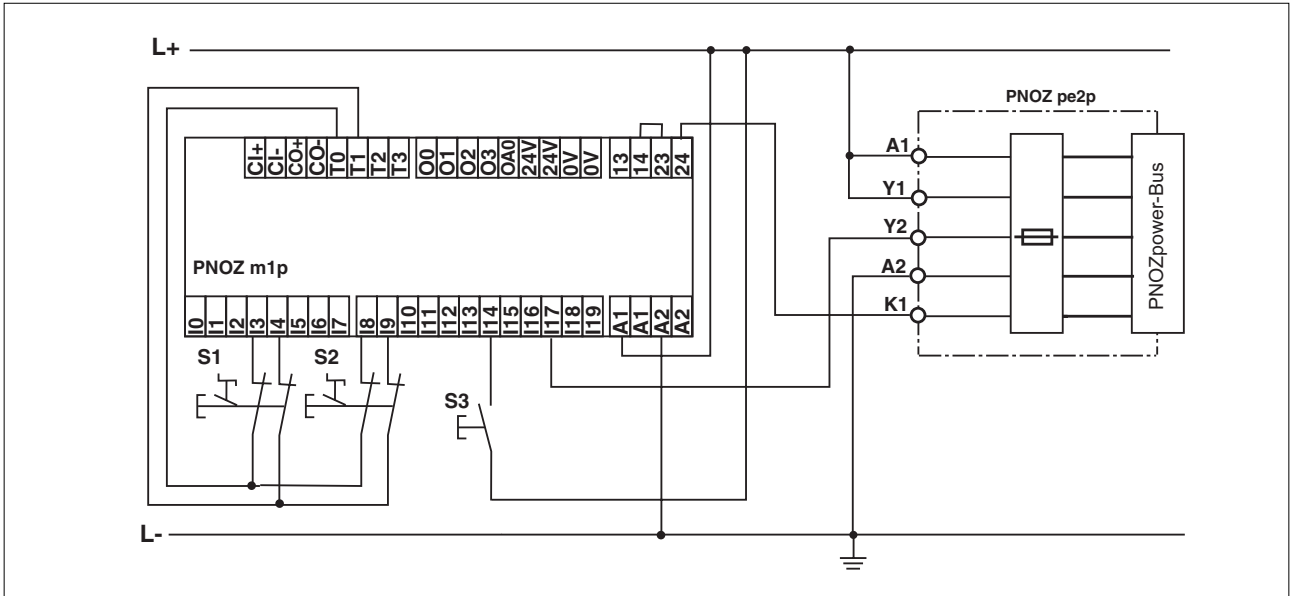 L+
PNOZ pe2p
CI+ CI- CO+ CO- T0 T1 T2 T3 O0 O1 O2 O3 OA0 24V 24V 0V 0V 13 14 23 24
A1
Y1
Y2
A2
K1
PNOZpower-Bus
PNOZ m1p
I0 I1 I2 I3 I4 I5 I6 I7 I8 I9 I10 I11 I12 I13 I14 I15 I16 I17 I18 I19 A1 A1 A2 A2
S1 S2
S3
L-